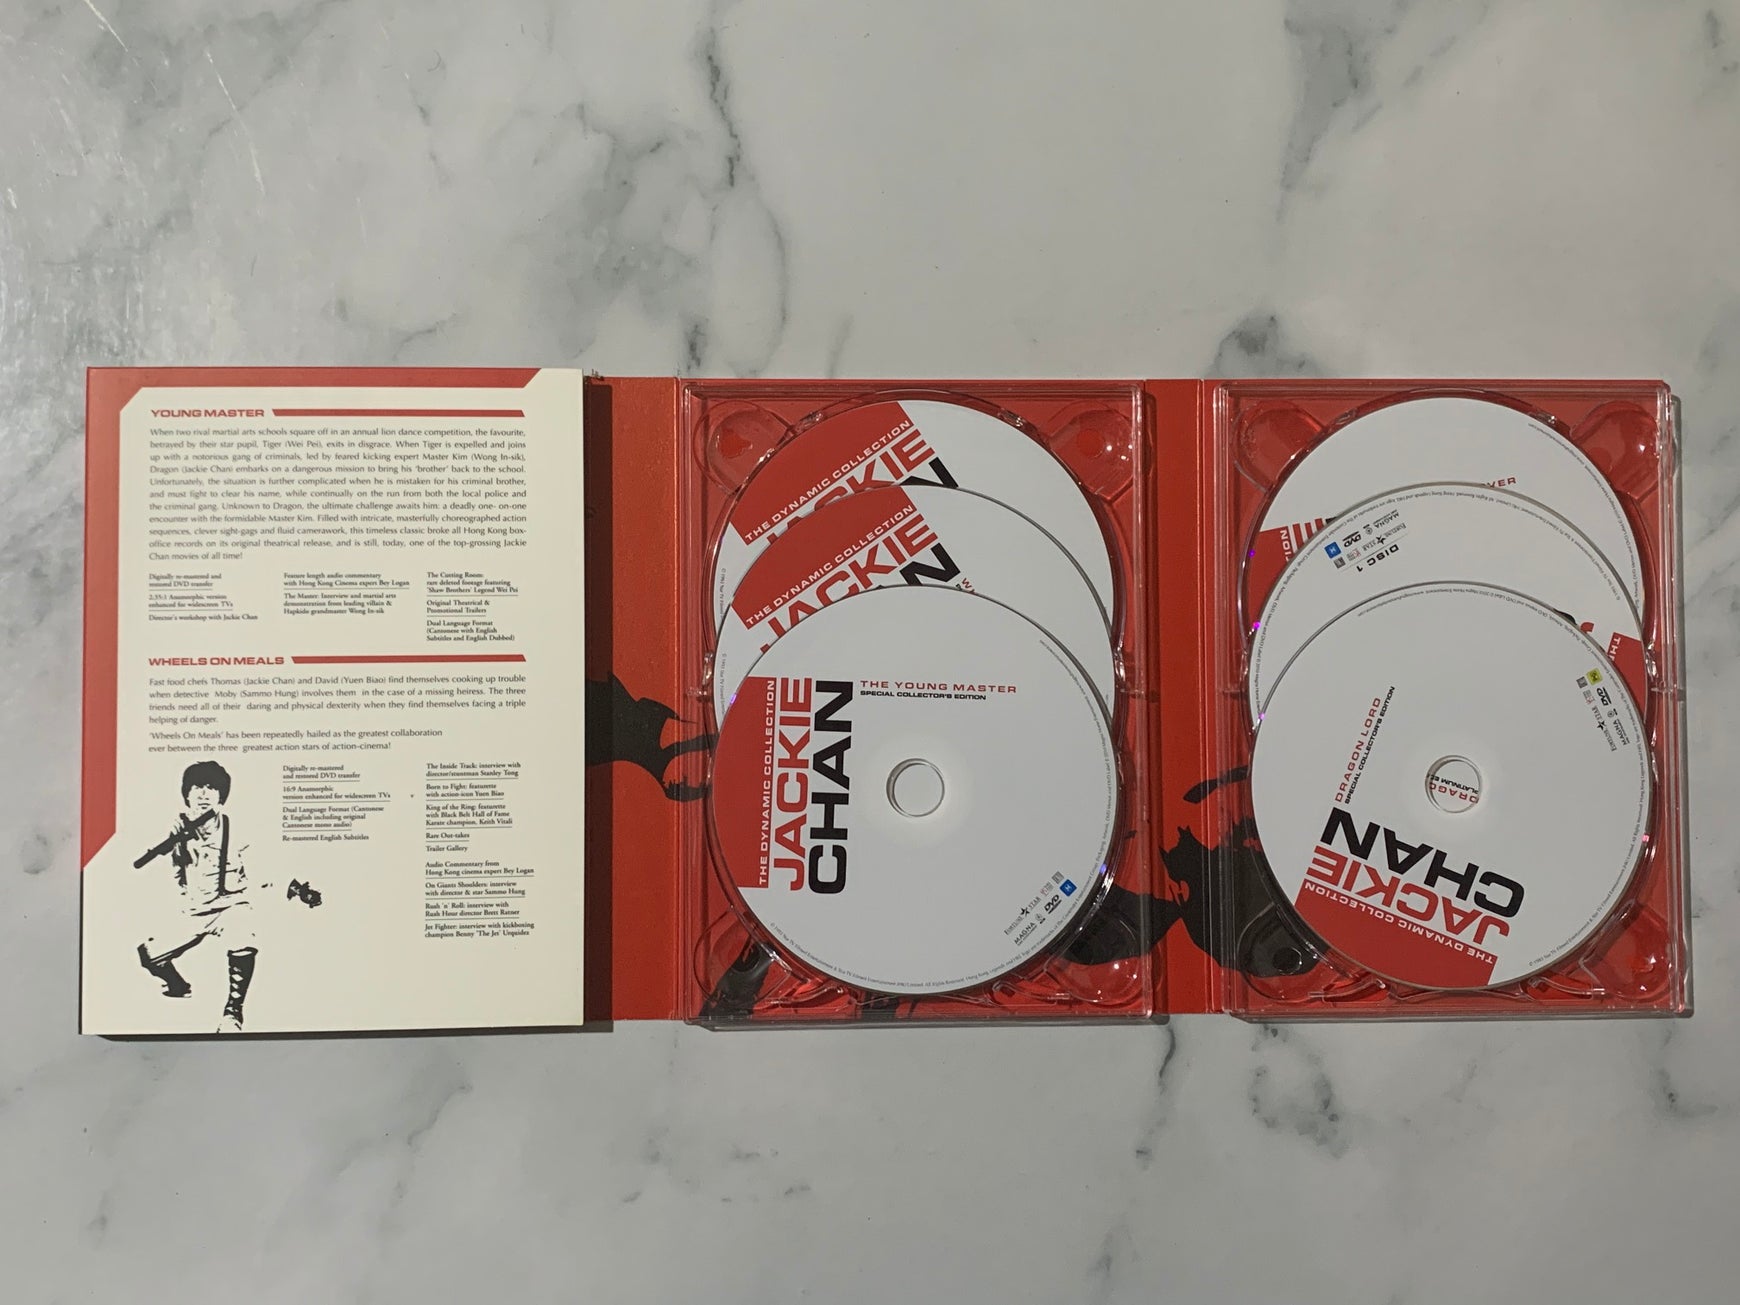 YOUNG MASTER
When two rival martial arts schools square off in an annual lion dance competition, the favourite,
betrayed by their star pupil, Tiger (Wei Pei), exits in disgrace. When Tiger is expelled and joins
up with a notorious gang of criminals, led by feared kicking expert Master Kim (Wong In-sik),
Dragon (Jackie Chan) embarks on a dangerous mission to bring his 'brother' back to the school.
Unfortunately, the situation is further complicated when he is mistaken for his criminal brother,
and must fight to clear his name, while continually on the run from both the local police and
the criminal gang. Unknown to Dragon, the ultimate challenge awaits him: a deadly one- on-one
encounter with the formidable Master Kim. Filled with intricate, masterfully choreographed action
sequences, clever sight-gags and fluid camerawork, this timeless classic broke all Hong Kong box-
office records on its original theatrical release, and is still, today, one of the top-grossing Jackie
Chan movies of all time!
Digitally re-mastered and
restored DVD transfer
2:35:1 Anamorphic version
enhanced for widescreen TVs
Director's workshop with Jackie Chan
Feature length audio commentary
with Hong Kong Cinema expert Bey Logan
The Master: Interview and martial arts
demonstration from leading villain &
Hapkido grandmaster Wong In-sik
The Cutting Room:
rare deleted footage featuring
'Shaw Brothers' Legend Wei Pei
Original Theatrical &
Promotional Trailers
Dual Language Format
(Cantonese with English
Subtitles and English Dubbed)
WHEELS ON MEALS
Fast food chefs Thomas (Jackie Chan) and David (Yuen Biao) find themselves cooking up trouble
when detective Moby (Sammo Hung) involves them in the case of a missing heiress. The three
friends need all of their daring and physical dexterity when they find themselves facing a triple
helping of danger.
'Wheels On Meals' has been repeatedly hailed as the greatest collaboration
ever between the three greatest action stars of action-cinema!
Digitally re-mastered
and restored DVD transfer
16:9 Anamorphic
version enhanced for widescreen TVs
Dual Language Format (Cantonese
& English including original
Cantonese mono audio)
Re-mastered English Subtitles
The Inside Track: interview with
director/stuntman Stanley Tong
Born to Fight: featurette
with action-icon Yuen Biao
King of the Ring: featurette
with Black Belt Hall of Fame
Karate champion, Keith Vitali
Rare Out-takes
Trailer Gallery
Audio Commentary from
Hong Kong cinema expert Bey Logan
On Giants Shoulders: interview
with director & star Sammo Hung
Rush 'n' Roll: interview with
Rush Hour director Brett Ratner
Jet Fighter: interview with kickboxing
champion Benny 'The Jet' Urquidez
THE DYNAMIC COLLECTION
JACKIE
THE DYNAMIC COLLECTION
JACKIE
THE DYNAMIC COLLECTION
JACKIE
CHAN
THE YOUNG MASTER
SPECIAL COLLECTOR'S EDITION
FORTUNE STAR
MAGNA
DVD
DISC 1
FORTUNE STAR
MAGNA
DVD
THE DYNAMIC COLLECTION
JACKIE
CHAN
DRAGON LORD
SPECIAL COLLECTOR'S EDITION
FORTUNE STAR
MAGNA
DVD